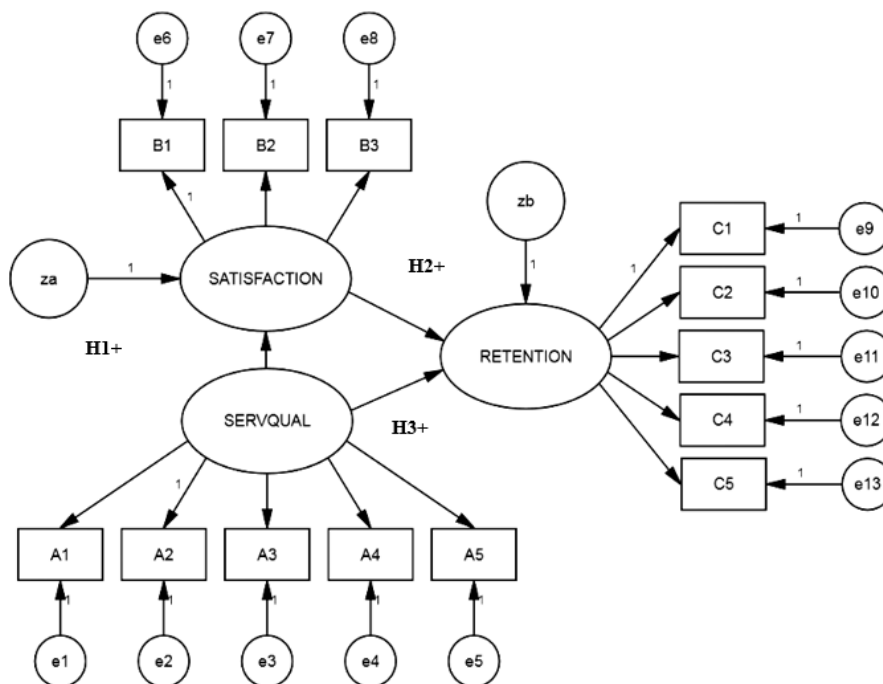 e6 e7 e8
1 1 1
B1 B2 B3
1
zb
C1 1 e9
za 1 SATISFACTION H2+ 1 1
C2 1 e10
H1+
RETENTION C3 1 e11
SERVQUAL H3+ C4 1 e12
1
C5 1 e13
A1 A2 A3 A4 A5
1 1 1 1 1
e1 e2 e3 e4 e5